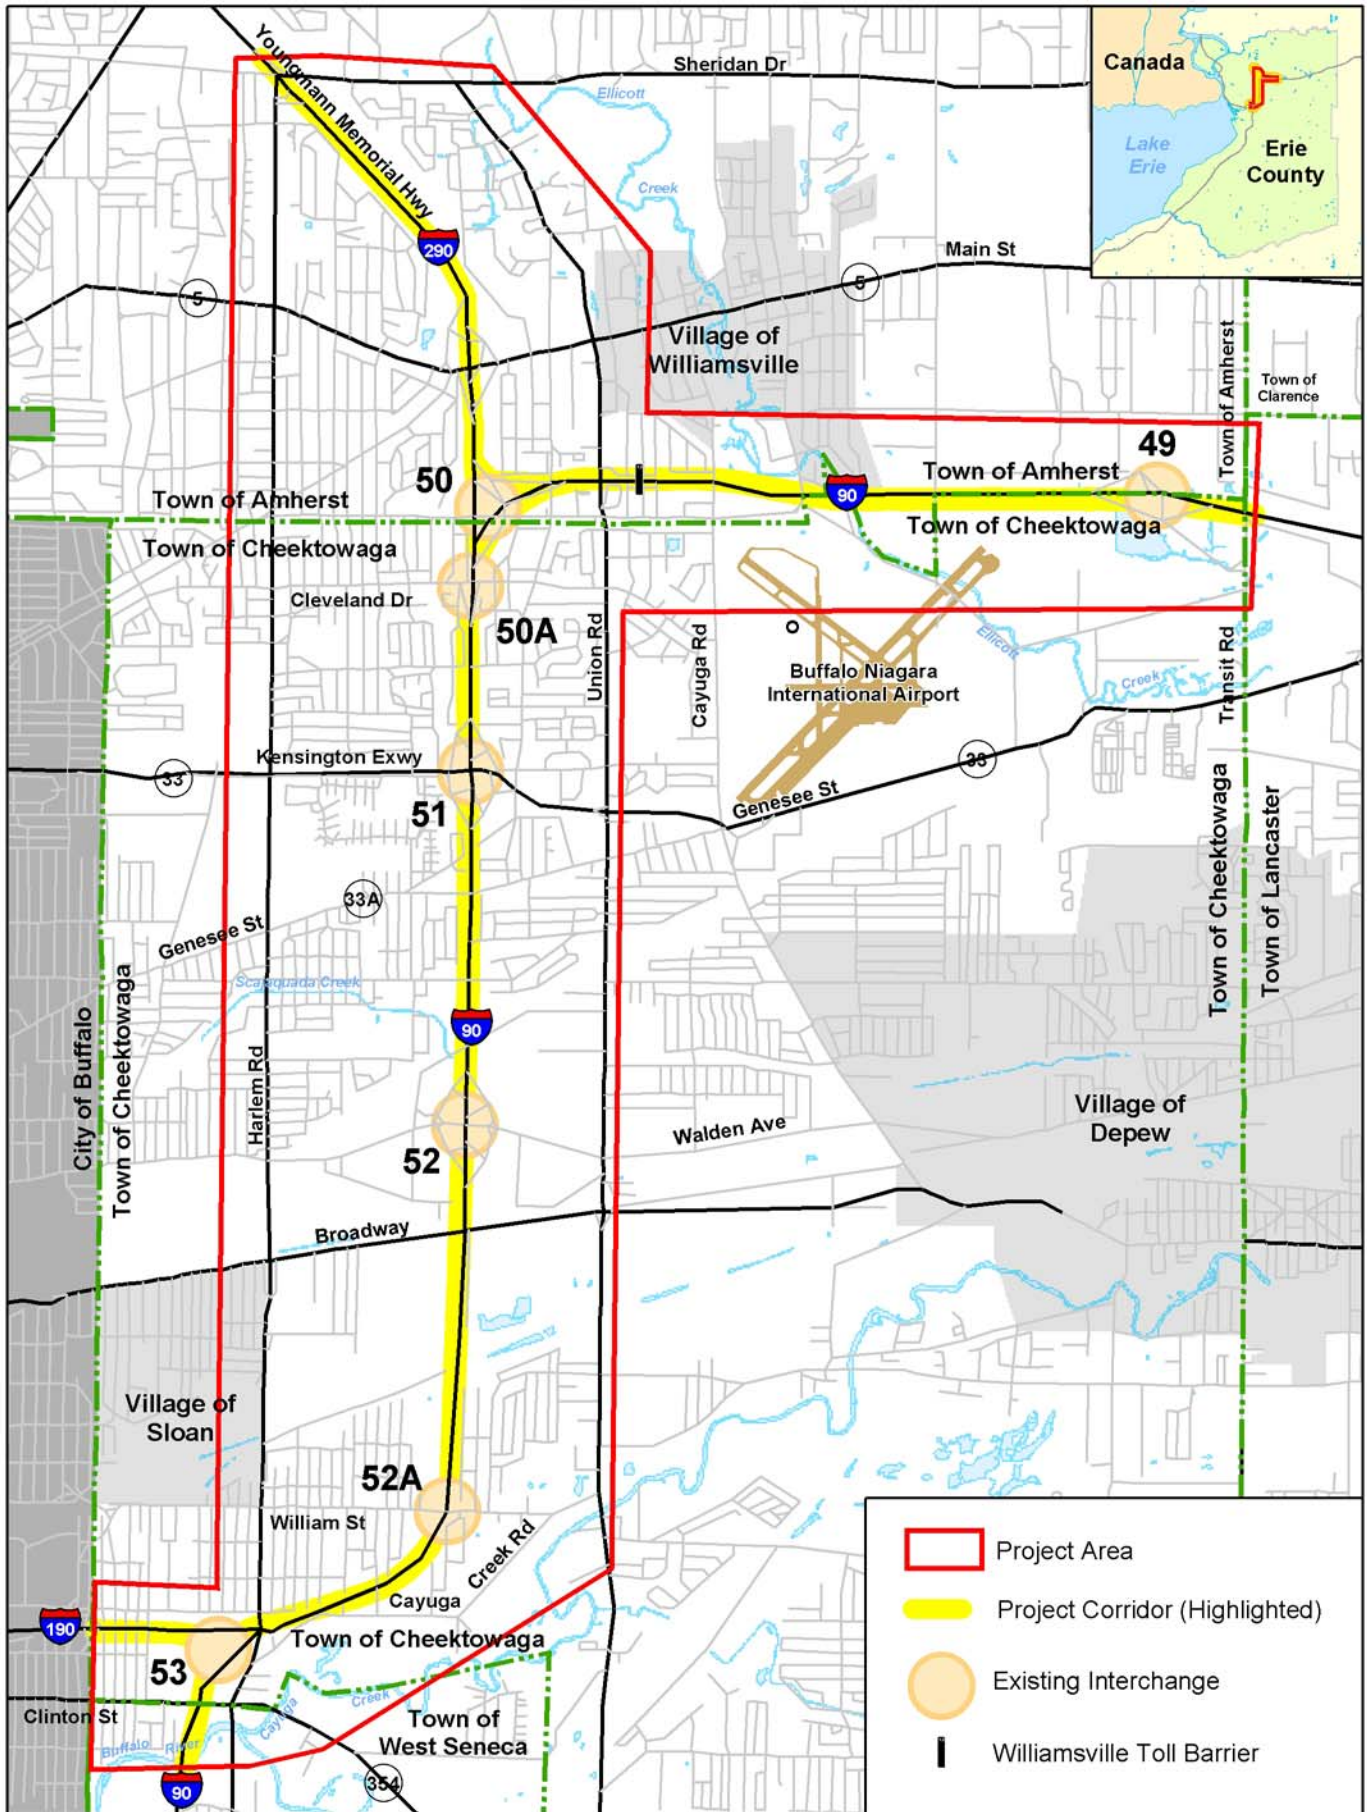 Youngmann Memorial Hwy
Sheridan Dr
Ellicott
Creek
Canada
Lake
Erie
Erie
County
290
Main St
5
5
Village of
Williamsville
Town of Amherst
Town of
Clarence
49
50
Town of Amherst
Town of Amherst
90
Town of Cheektowaga
Town of Cheektowaga
Cleveland Dr
50A
Union Rd
Cayuga Rd
Buffalo Niagara
International Airport
Ellicott
Creek
Transit Rd
Kensington Exwy
33
33
51
Genesee St
33A
Genesee St
Town of Cheektowaga
Town of Lancaster
Scajaquada Creek
City of Buffalo
Town of Cheektowaga
Harlem Rd
90
52
Walden Ave
Village of
Depew
Broadway
Village of
Sloan
52A
William St
Creek Rd
Cayuga
190
Town of Cheektowaga
53
Clinton St
Creek
Cayuga
Buffalo River
Town of
West Seneca
354
90
Project Area
Project Corridor (Highlighted)
Existing Interchange
Williamsville Toll Barrier